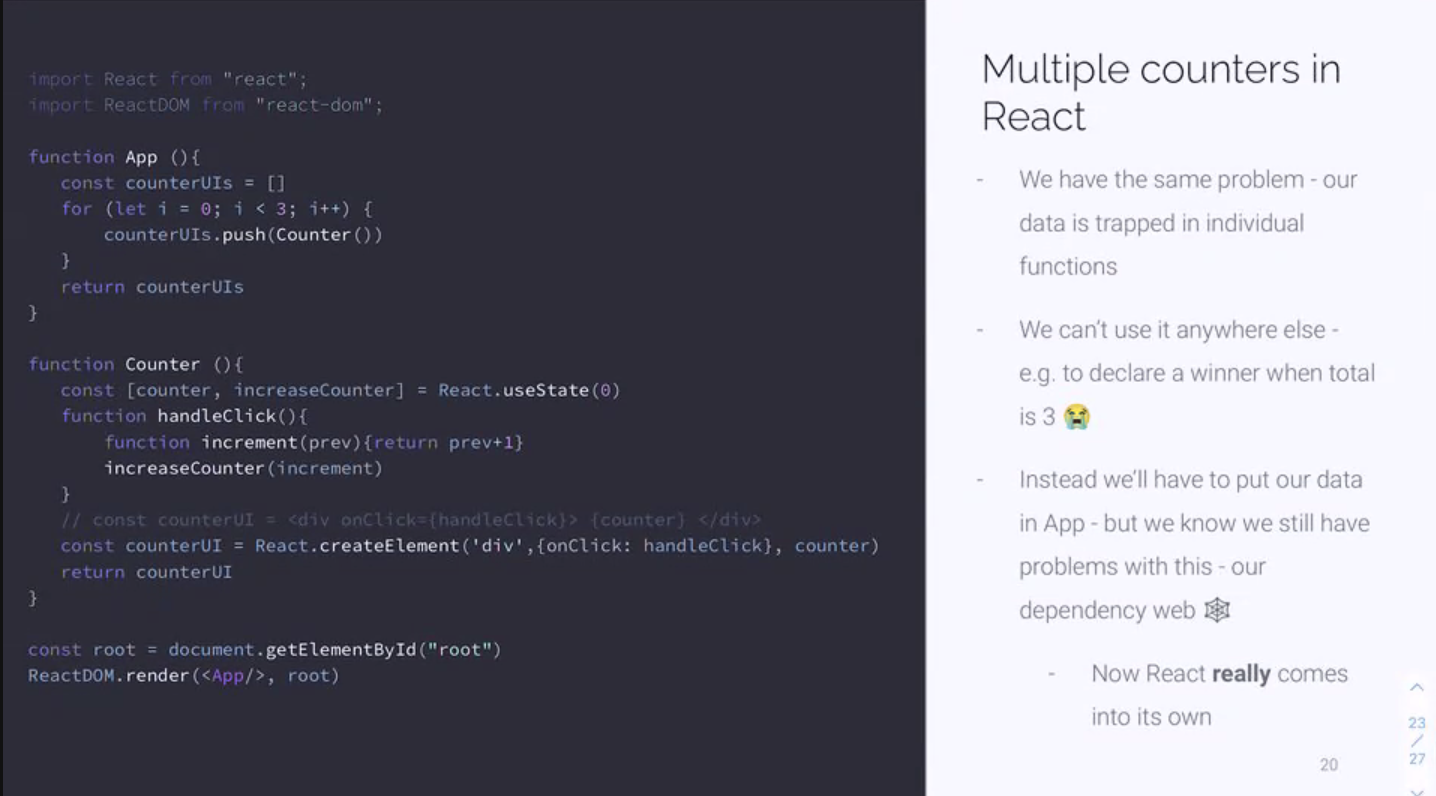 import React from "react";
import ReactDOM from "react-dom";
function App (){
const counterUIs = []
for (let i = 0; i < 3; i++) {
counterUIs.push(Counter())
}
return counterUIs
}
function Counter (){
const [counter, increaseCounter] = React.useState(0)
function handleClick(){
function increment(prev){return prev+1}
increaseCounter(increment)
}
// const counterUI = <div onClick={handleClick}> {counter} </div>
const counterUI = React.createElement('div',{onClick: handleClick}, counter)
return counterUI
}
const root = document.getElementById("root")
ReactDOM.render(<App/>, root)
Multiple counters in
React
- We have the same problem - our
data is trapped in individual
functions
- We can't use it anywhere else -
e.g. to declare a winner when total
is 3 😭
- Instead we'll have to put our data
in App - but we know we still have
problems with this - our
dependency web 🕸
- Now React really comes
into its own
20
23
/
27